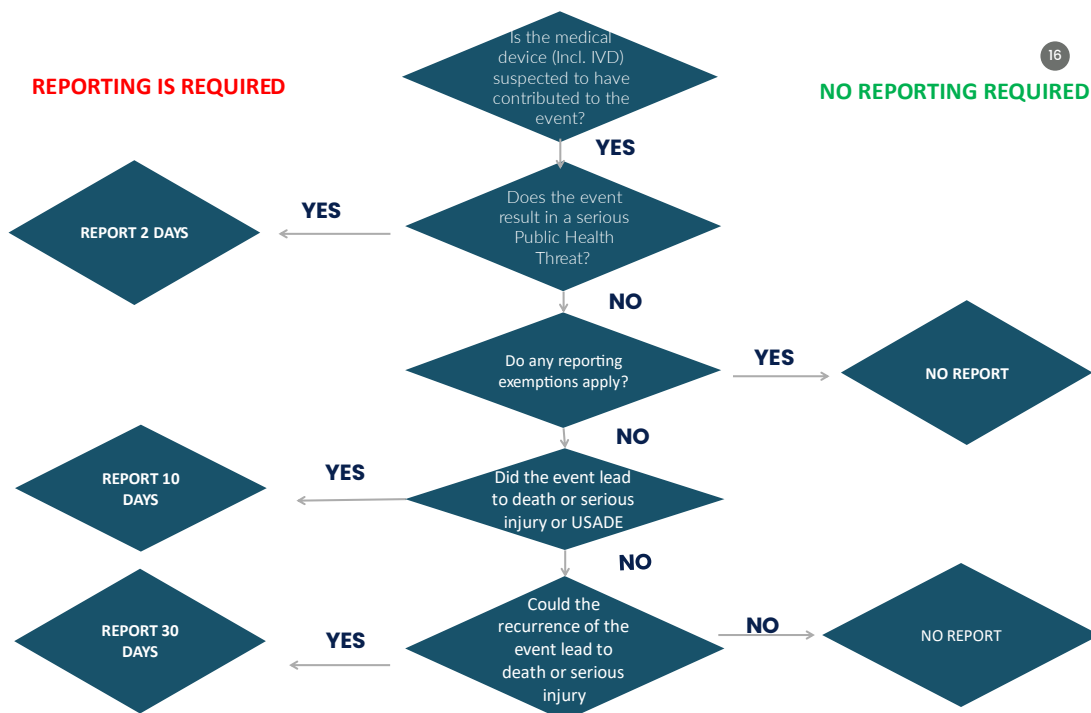 Is the medical
device (Incl. IVD)
suspected to have
contributed to the
event?
16
REPORTING IS REQUIRED
NO REPORTING REQUIRED
YES
Does the event
result in a serious
Public Health
Threat?
YES
REPORT 2 DAYS
NO
Do any reporting
exemptions apply?
YES
NO REPORT
NO
Did the event lead
to death or serious
injury or USADE
YES
REPORT 10
DAYS
NO
Could the
recurrence of the
event lead to
death or serious
injury
YES
REPORT 30
DAYS
NO
NO REPORT